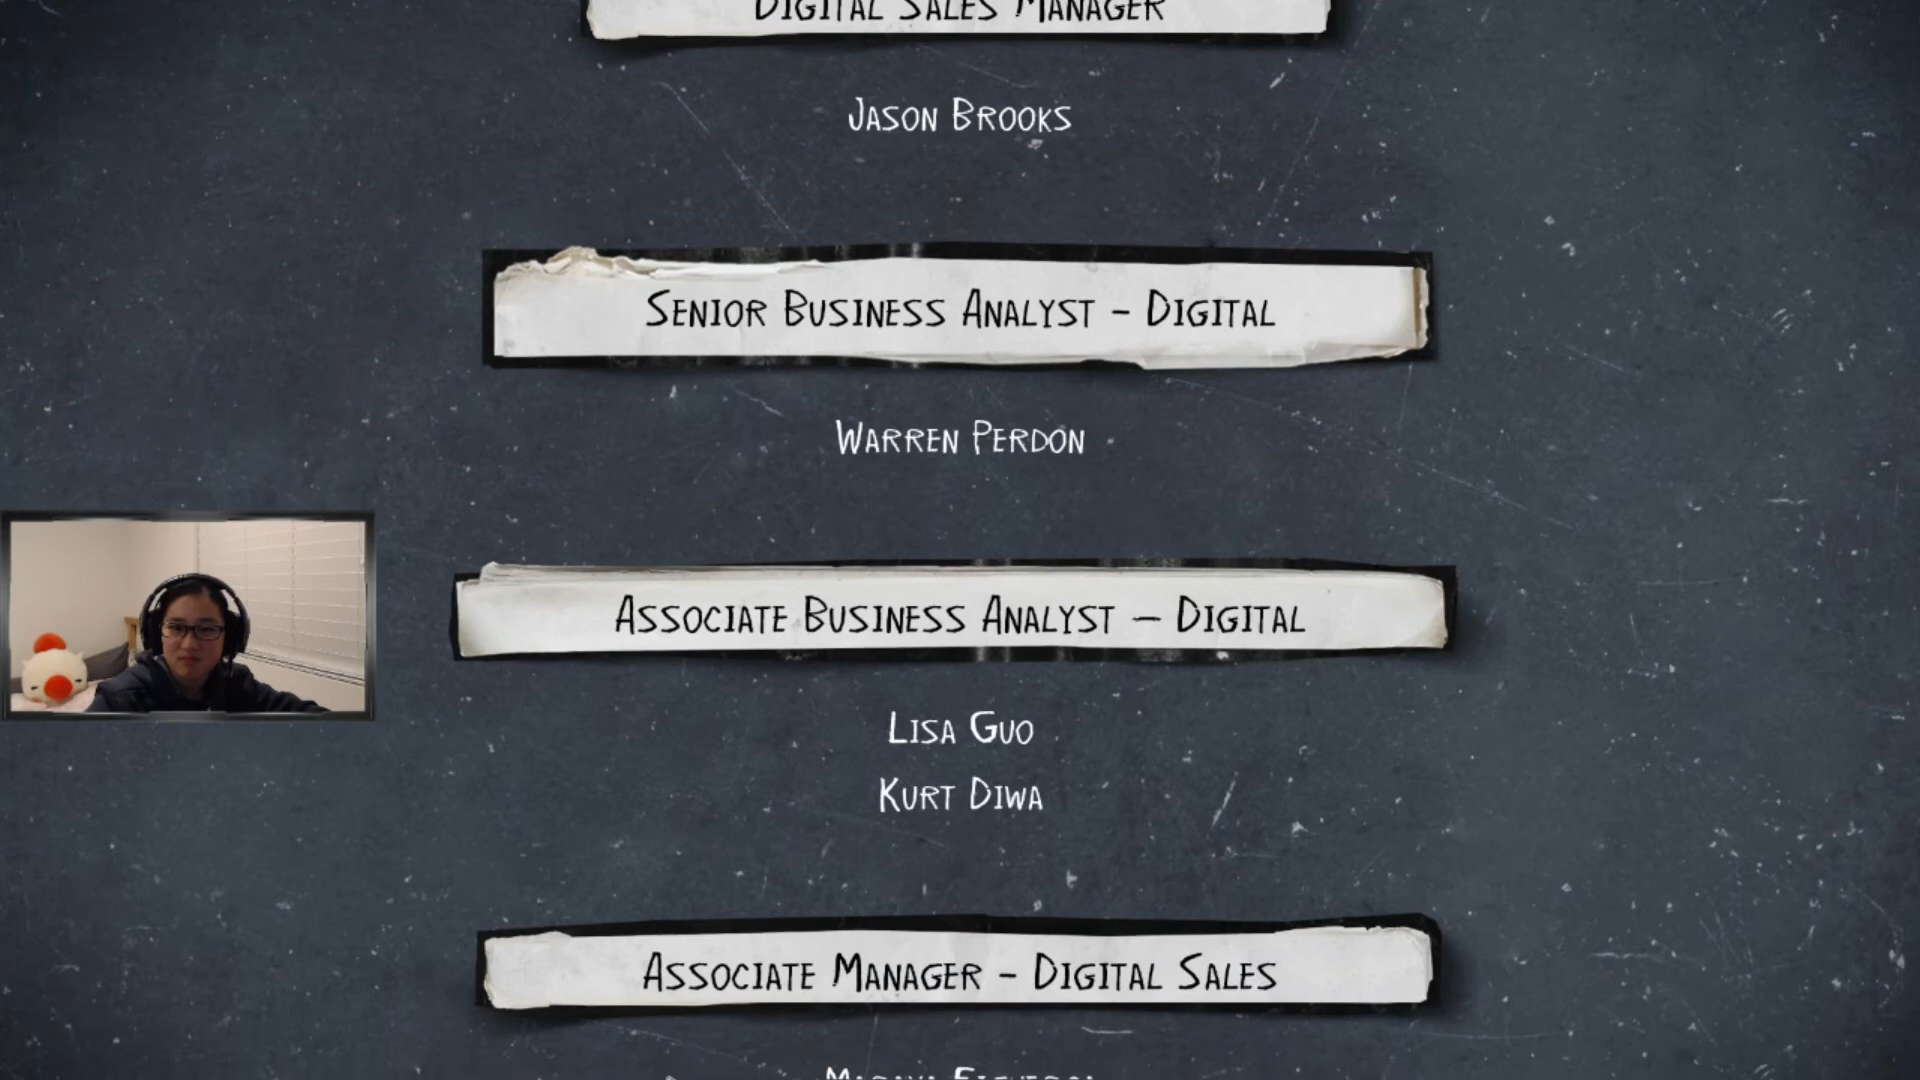 Digital Sales Manager
Jason Brooks
Senior Business Analyst - Digital
Warren Perdon
Associate Business Analyst – Digital
Lisa Guo
Kurt Diwa
Associate Manager - Digital Sales